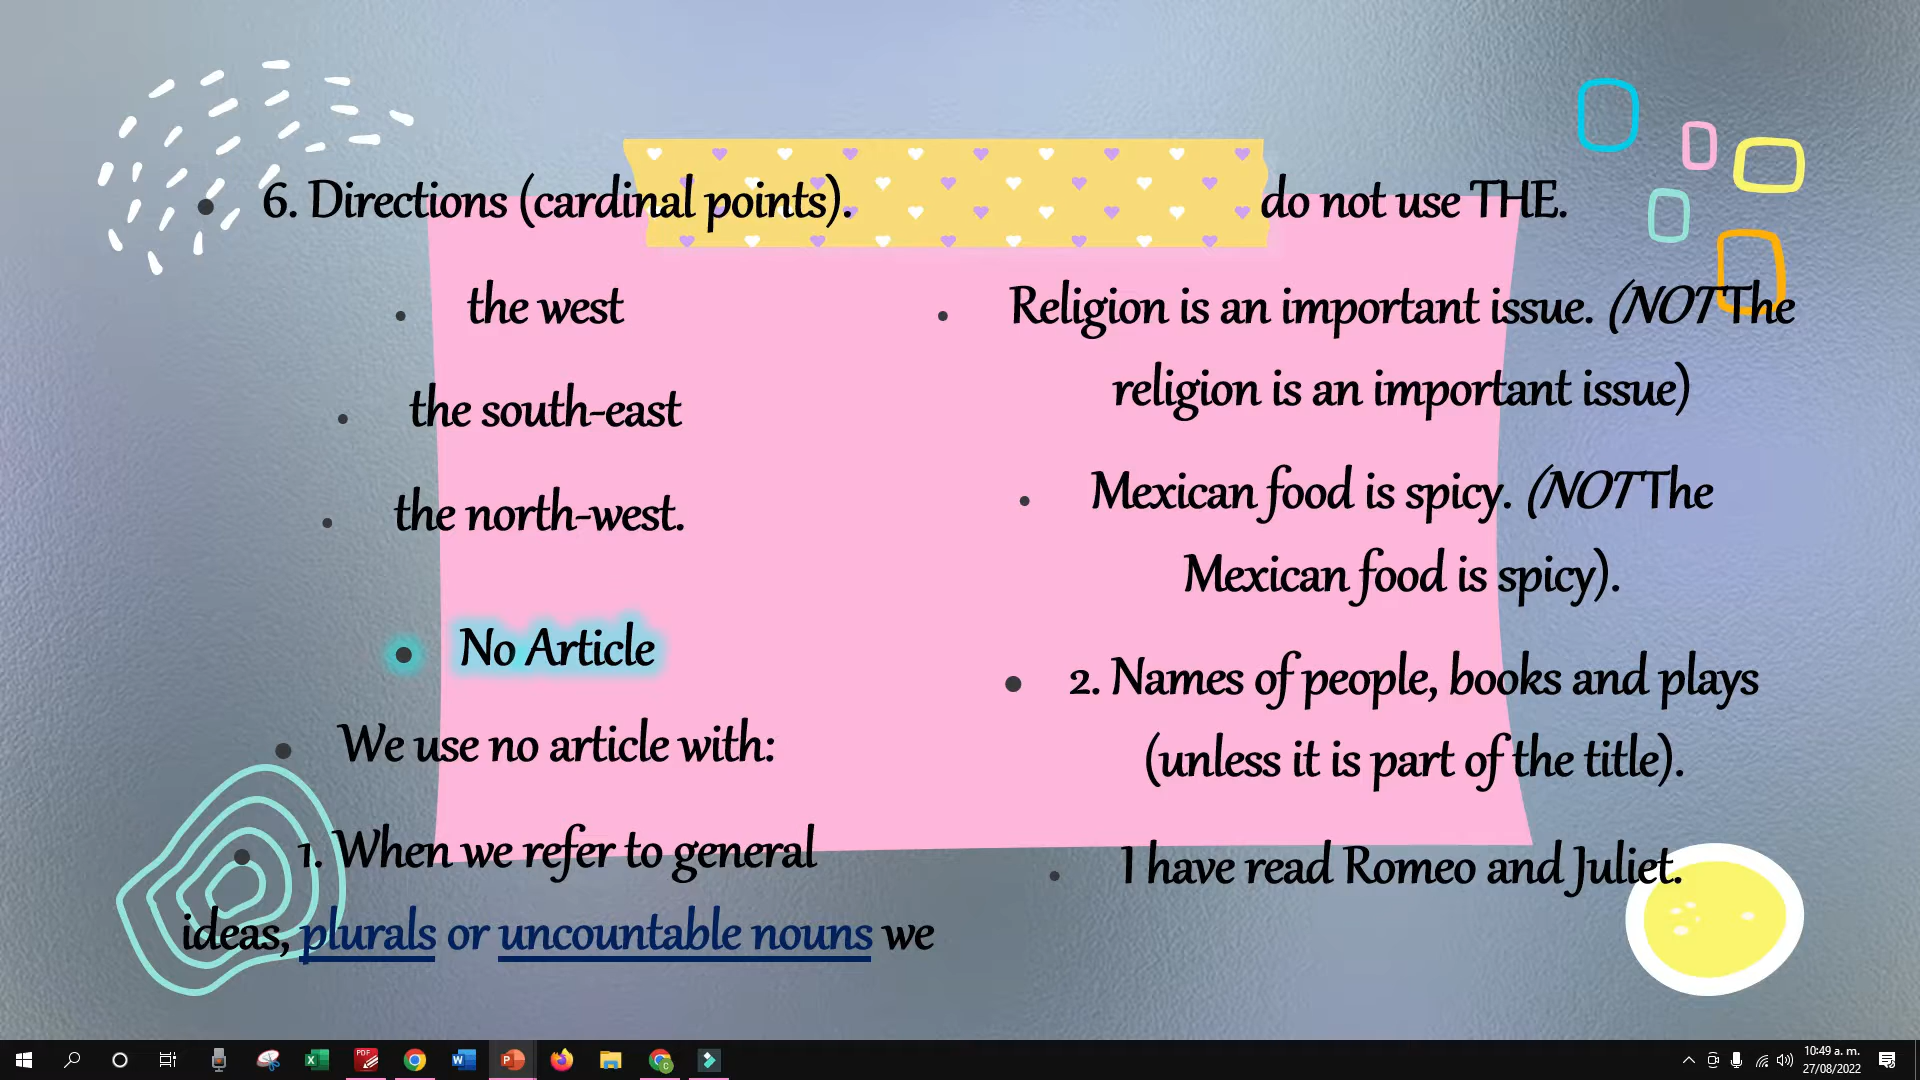 6. Directions (cardinal points).
the west
the south-east
the north-west.
No Article
We use no article with:
1. When we refer to general
ideas, plurals or uncountable nouns we
do not use THE.
Religion is an important issue. (NOT The
religion is an important issue)
Mexican food is spicy. (NOT The
Mexican food is spicy).
2. Names of people, books and plays
(unless it is part of the title).
I have read Romeo and Juliet.
10:49 a. m.
27/08/2022